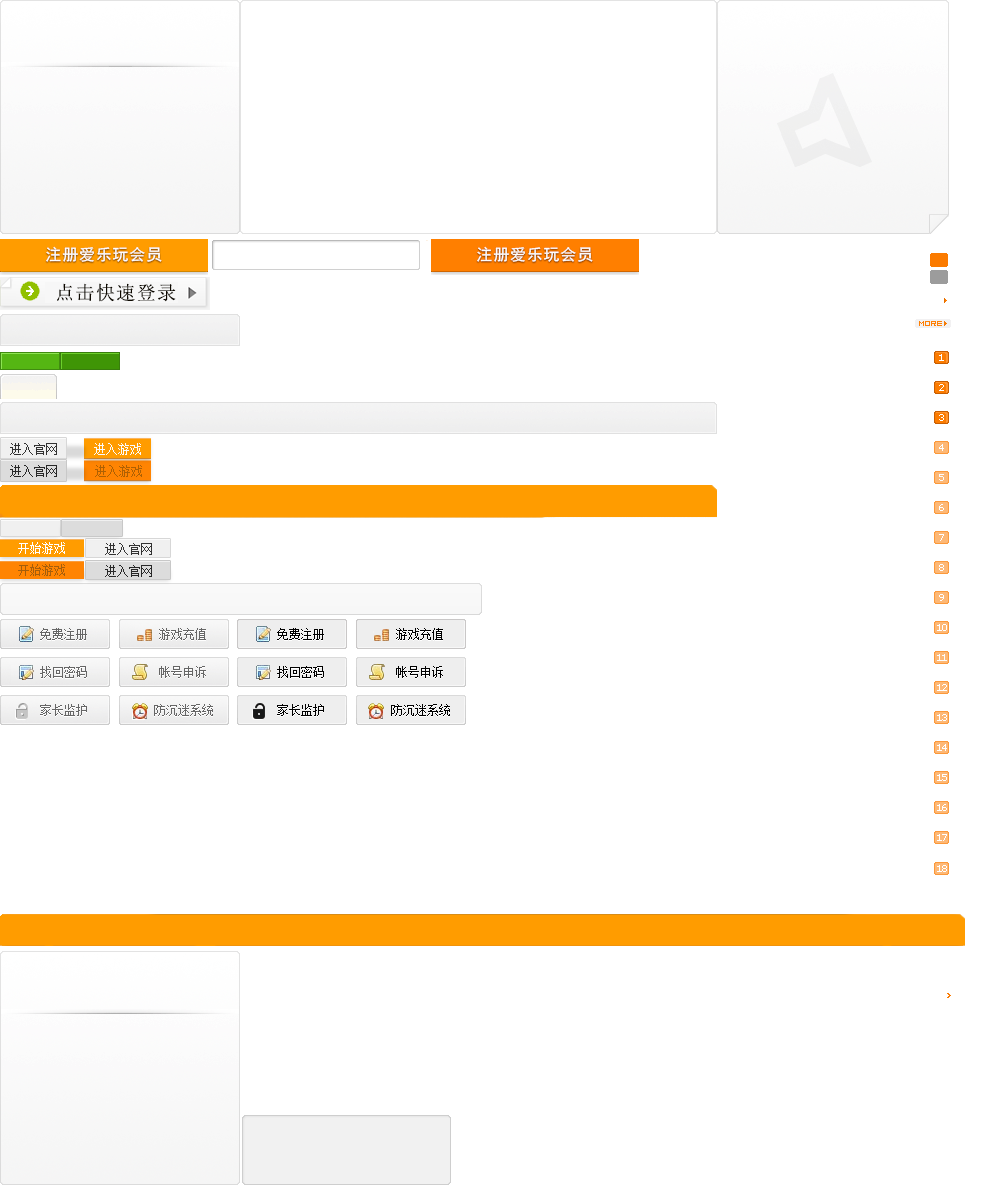 注册爱乐玩会员 注册爱乐玩会员
点击快速登录
MORE
1
2
3
进入官网 进入游戏
4
进入官网 进入游戏
5
6
7
开始游戏 进入官网
开始游戏 进入官网
8
9
10
免费注册 游戏充值 免费注册 游戏充值
11
找回密码 帐号申诉 找回密码 帐号申诉
12
家长监护 防沉迷系统 家长监护 防沉迷系统
13
14
15
16
17
18